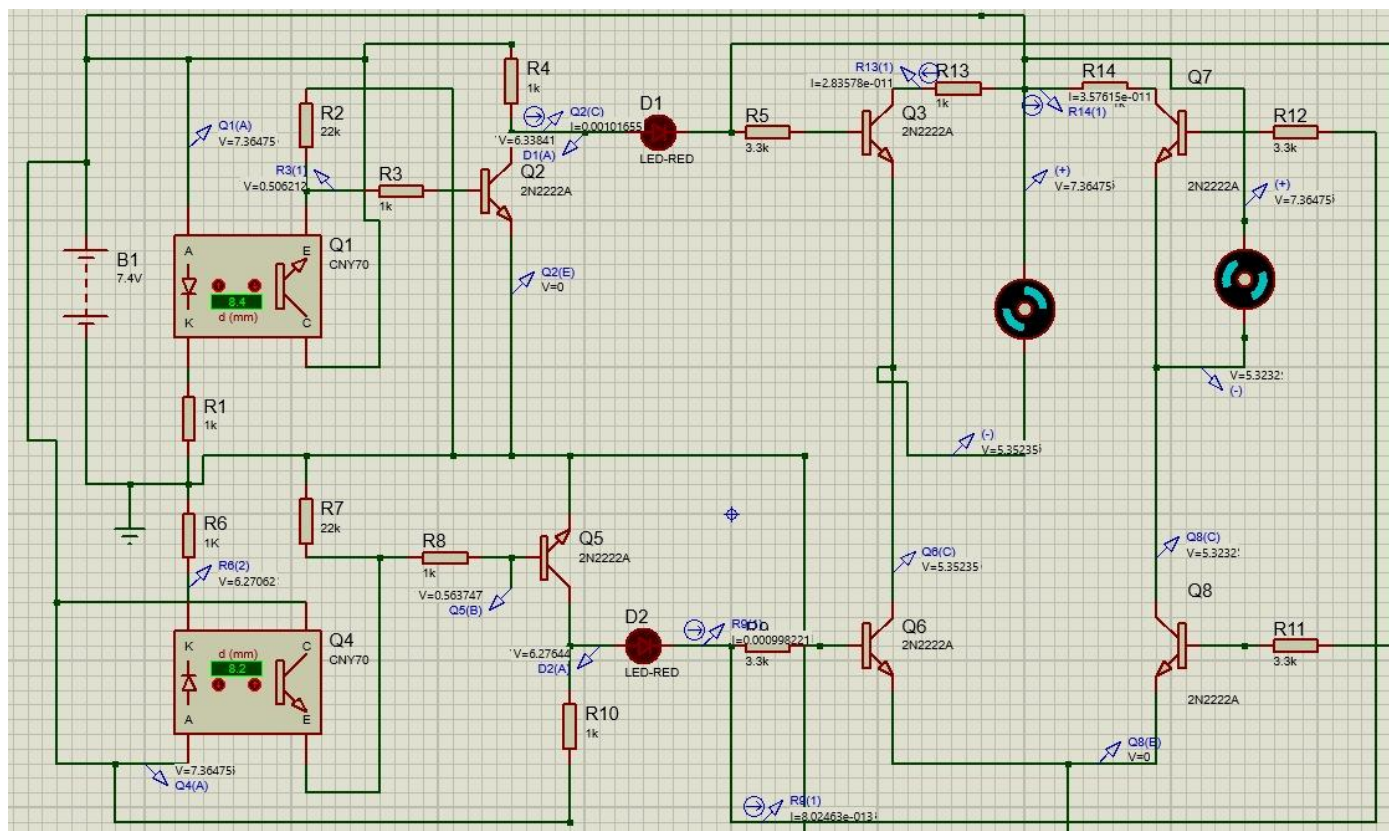 R4
1k
R2
22k
Q1(A)
V=7.36475
Q2(C)
I=0.00101655
V=6.33841
D1(A)
D1
LED-RED
R3(1)
V=0.506212
R3
1k
Q2
2N2222A
R5
3.3k
R13(1)
I=2.83578e-011
R13
1k
Q3
2N2222A
R14
I=3.57615e-011
R14(1)
Q7
2N2222A
R12
3.3k
(+)
V=7.36475
(+)
V=7.36475
B1
7.4V
A
E
K
C
8.4
d (mm)
Q1
CNY70
Q2(E)
V=0
V=5.3232
(-)
(-)
V=5.35235
R1
1k
R6
1K
R6(2)
V=6.27062
R7
22k
R8
1k
V=0.563747
Q5(B)
Q5
2N2222A
D2
LED-RED
V=6.27644
D2(A)
R9(1)
I=0.000998221
3.3k
Q6(C)
V=5.35235
Q6
2N2222A
Q8(C)
V=5.3232
Q8
2N2222A
R11
3.3k
K
C
A
E
d (mm)
8.2
Q4
CNY70
V=7.36475
Q4(A)
R10
1k
Q8(E)
V=0
R9(1)
I=8.02463e-013